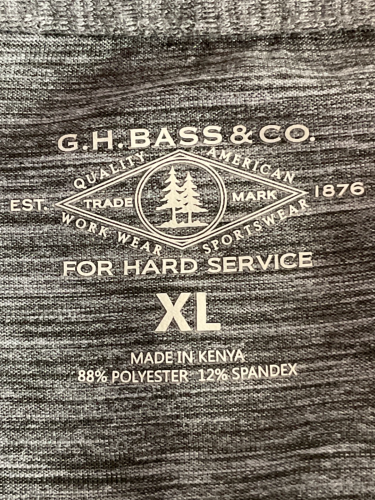 G.H.BASS & CO.
QUALITY AMERICAN
EST. TRADE MARK 1876
WORK WEAR SPORTSWEAR
FOR HARD SERVICE
XL
MADE IN KENYA
88% POLYESTER 12% SPANDEX